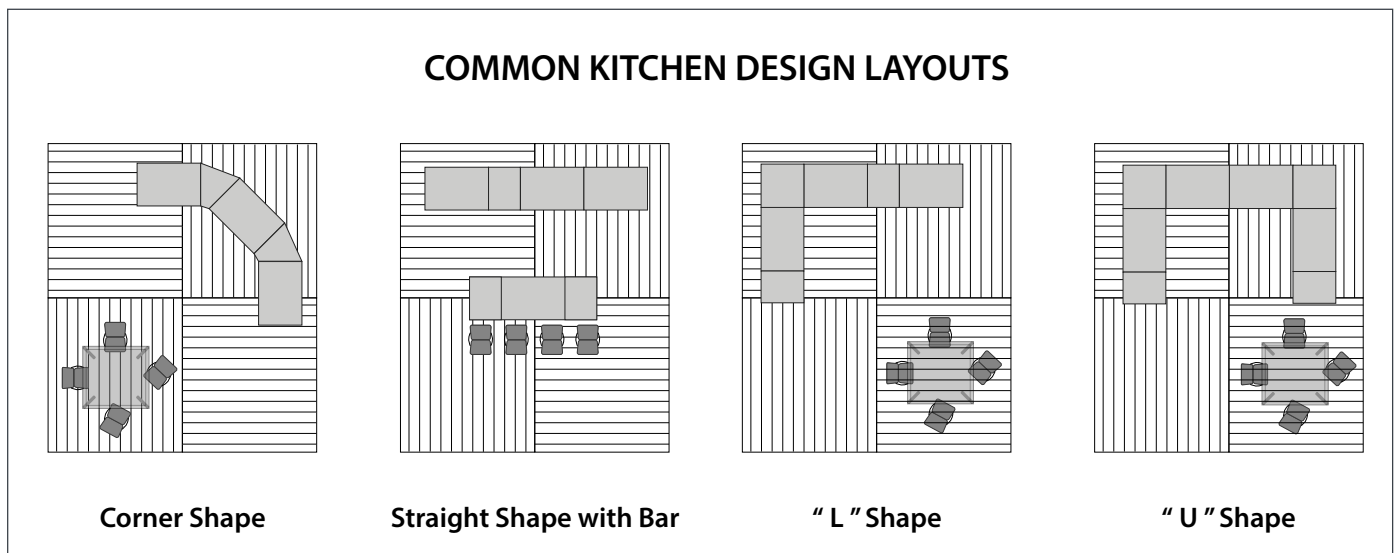 COMMON KITCHEN DESIGN LAYOUTS
Corner Shape
Straight Shape with Bar
“ L ” Shape
“ U ” Shape